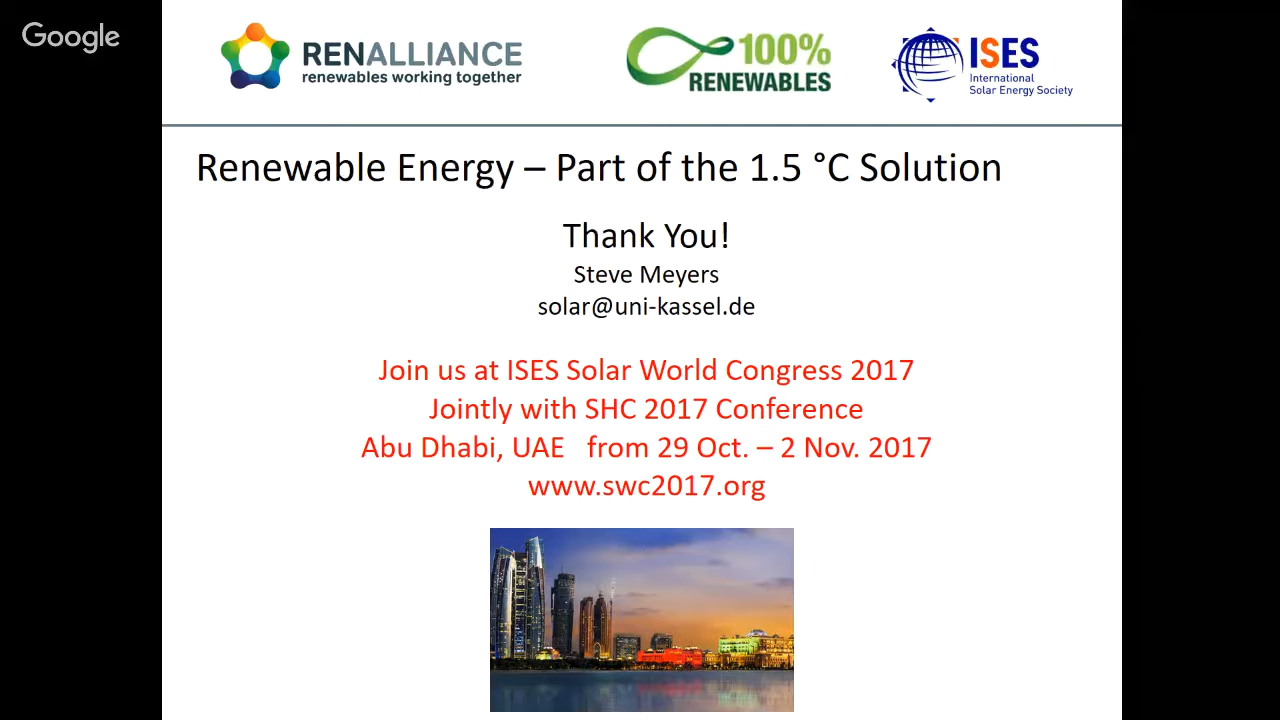 Google
RENALLIANCE
renewables working together
100%
RENEWABLES
ISES
International
Solar Energy Society
Renewable Energy – Part of the 1.5 °C Solution
Thank You!
Steve Meyers
solar@uni-kassel.de
Join us at ISES Solar World Congress 2017
Jointly with SHC 2017 Conference
Abu Dhabi, UAE from 29 Oct. – 2 Nov. 2017
www.swc2017.org